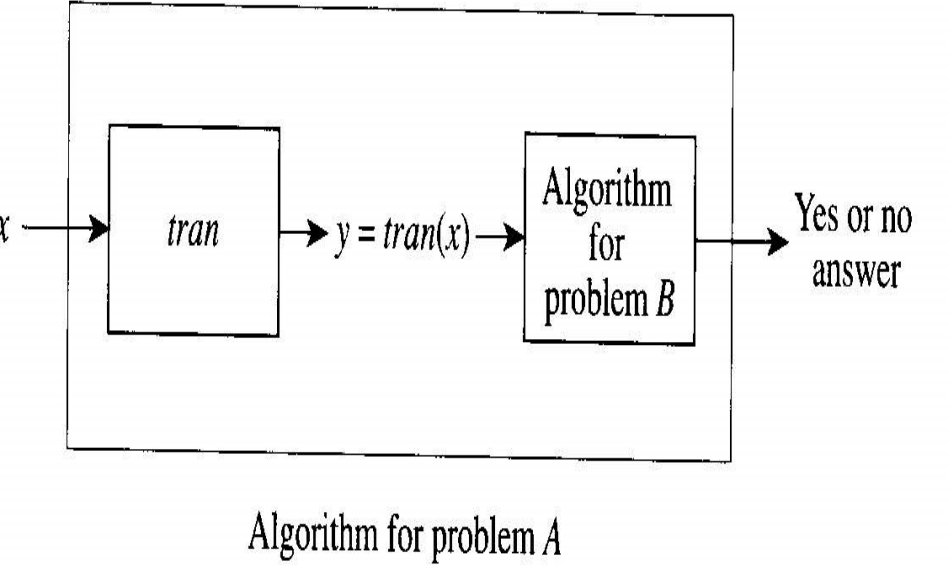 x
tran
y = tran(x)
Algorithm
for
problem B
Yes or no
answer
Algorithm for problem A